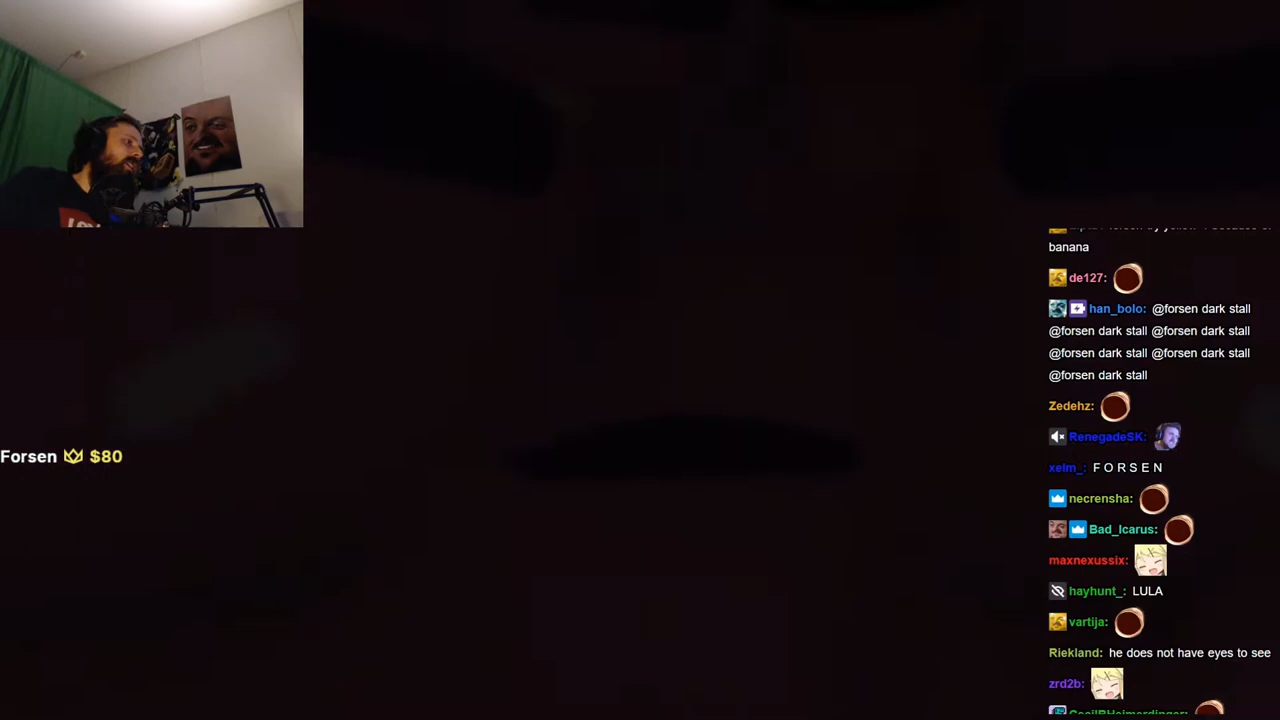 banana
de127:
han_bolo: @forsen dark stall
@forsen dark stall @forsen dark stall
@forsen dark stall @forsen dark stall
@forsen dark stall
Zedehz:
RenegadeSK:
xelm_: F O R S E N
Forsen $80
necrensha:
Bad_Icarus:
maxnexussix:
hayhunt_: LULA
vartija:
Riekland: he does not have eyes to see
zrd2b: